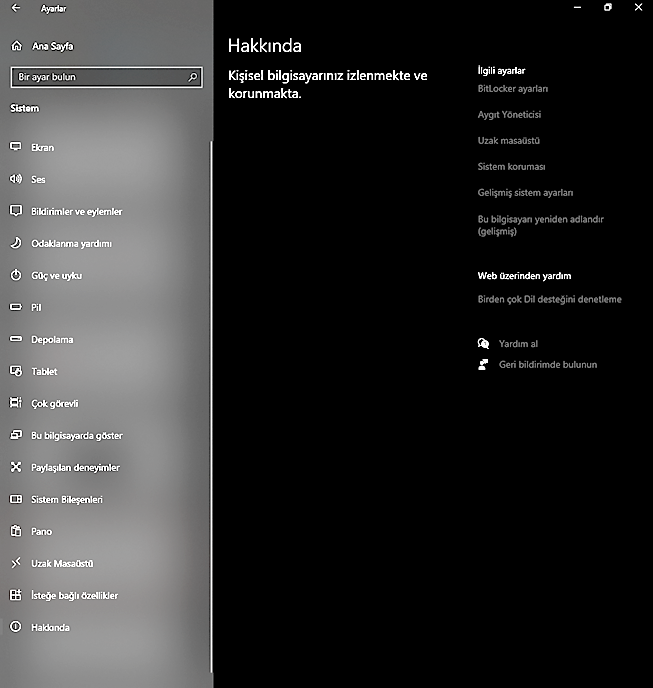 Ayarlar
Ana Sayfa
Bir ayar bulun
Sistem
Ekran
Ses
Bildirimler ve eylemler
Odaklanma yardımı
Güç ve uyku
Pil
Depolama
Tablet
Çok görevli
Bu bilgisayarda göster
Paylaşılan deneyimler
Sistem Bileşenleri
Pano
Uzak Masaüstü
İsteğe bağlı özellikler
Hakkında
Hakkında
Kişisel bilgisayarınız izlenmekte ve
korunmakta.
İlgili ayarlar
BitLocker ayarları
Aygıt Yöneticisi
Uzak masaüstü
Sistem koruması
Gelişmiş sistem ayarları
Bu bilgisayarı yeniden adlandır
(gelişmiş)
Web üzerinden yardım
Birden çok Dil desteğini denetleme
Yardım al
Geri bildirimde bulunun